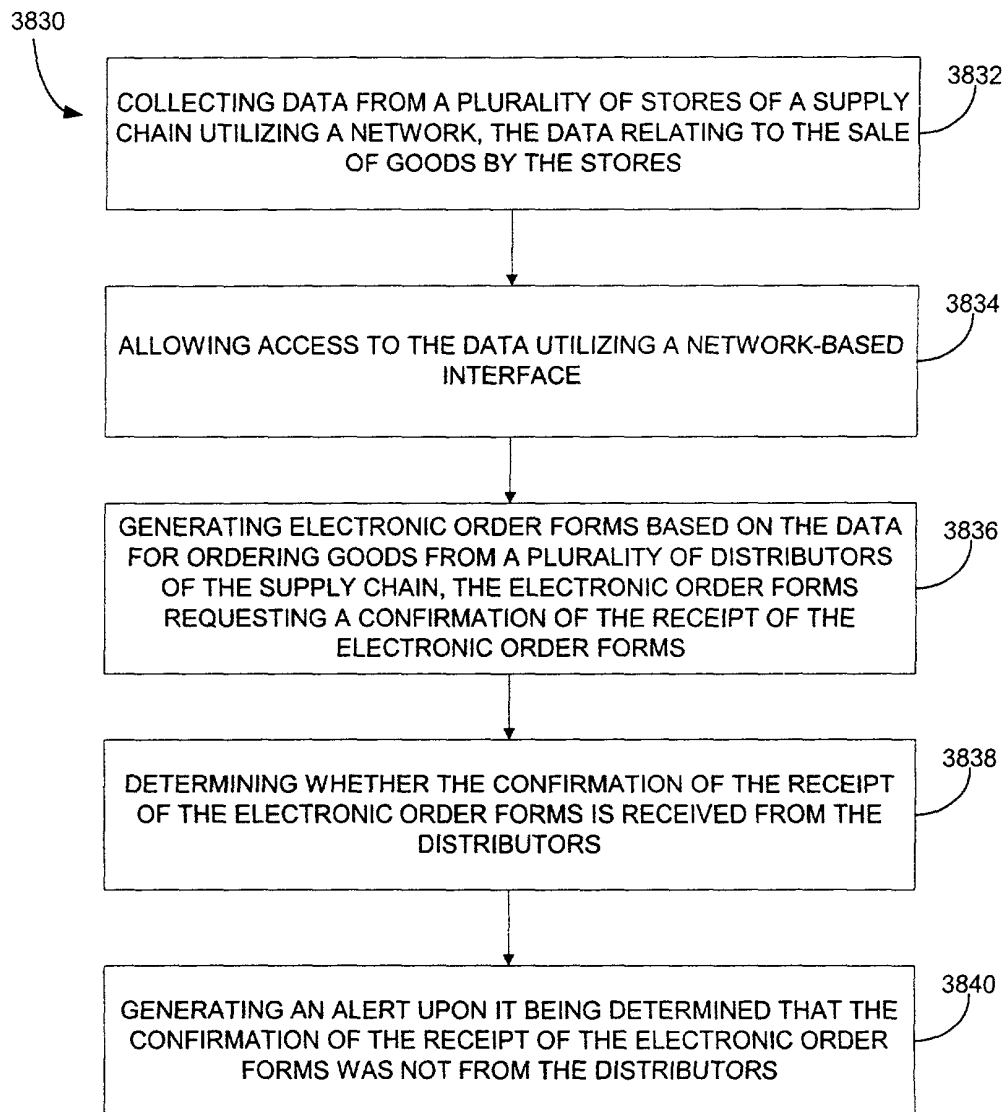 3830
3832
COLLECTING DATA FROM A PLURALITY OF STORES OF A SUPPLY
CHAIN UTILIZING A NETWORK, THE DATA RELATING TO THE SALE
OF GOODS BY THE STORES
3834
ALLOWING ACCESS TO THE DATA UTILIZING A NETWORK-BASED
INTERFACE
3836
GENERATING ELECTRONIC ORDER FORMS BASED ON THE DATA
FOR ORDERING GOODS FROM A PLURALITY OF DISTRIBUTORS
OF THE SUPPLY CHAIN, THE ELECTRONIC ORDER FORMS
REQUESTING A CONFIRMATION OF THE RECEIPT OF THE
ELECTRONIC ORDER FORMS
3838
DETERMINING WHETHER THE CONFIRMATION OF THE RECEIPT
OF THE ELECTRONIC ORDER FORMS IS RECEIVED FROM THE
DISTRIBUTORS
3840
GENERATING AN ALERT UPON IT BEING DETERMINED THAT THE
CONFIRMATION OF THE RECEIPT OF THE ELECTRONIC ORDER
FORMS WAS NOT FROM THE DISTRIBUTORS